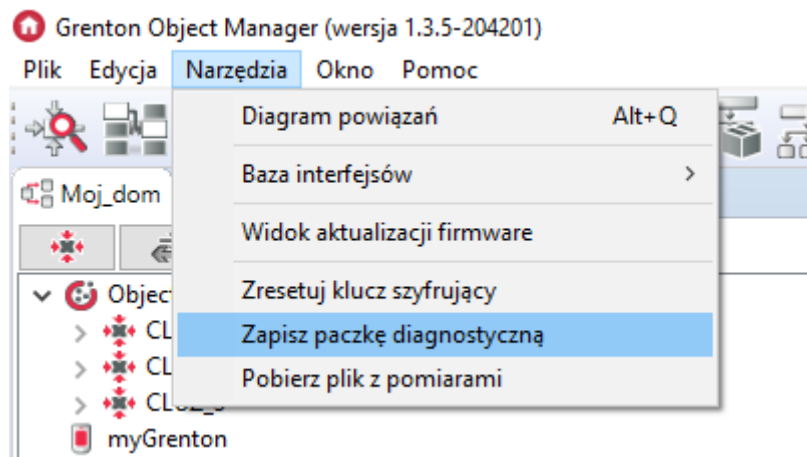 Grenton Object Manager (wersja 1.3.5-204201)
Plik Edycja Narzędzia Okno Pomoc
Diagram powiązań Alt+Q
Baza interfejsów
Moj_dom
Widok aktualizacji firmware
Zresetuj klucz szyfrujący
Zapisz paczkę diagnostyczną
Pobierz plik z pomiarami
myGrenton